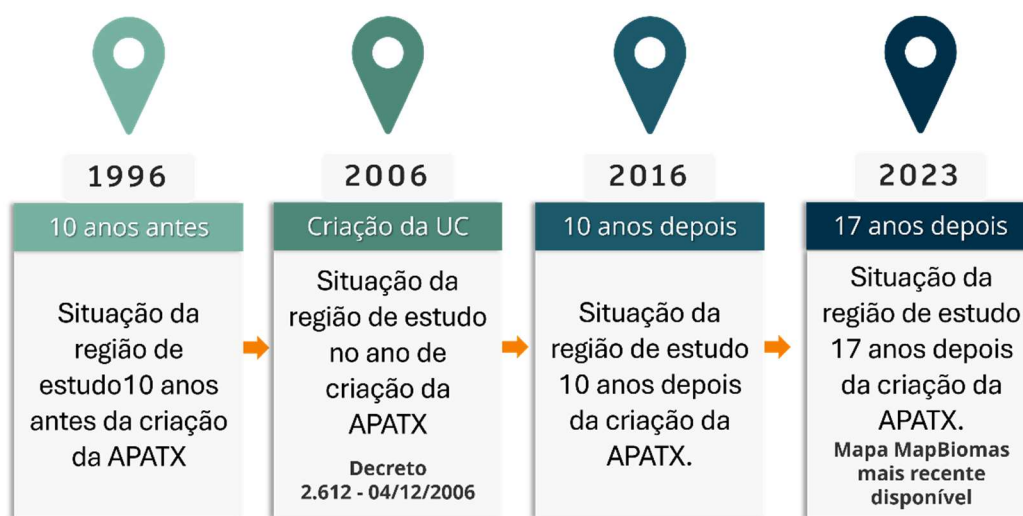 1996
10 anos antes
Situação da
região de
estudo10 anos
antes da criação
da APATX
2006
Criação da UC
Situação da
região de estudo
no ano de
criação da
APATX
Decreto
2.612 - 04/12/2006
2016
10 anos depois
Situação da
região de estudo
10 anos depois
da criação da
APATX.
2023
17 anos depois
Situação da
região de estudo
17 anos depois
da criação da
APATX.
Mapa MapBiomas
mais recente
disponível